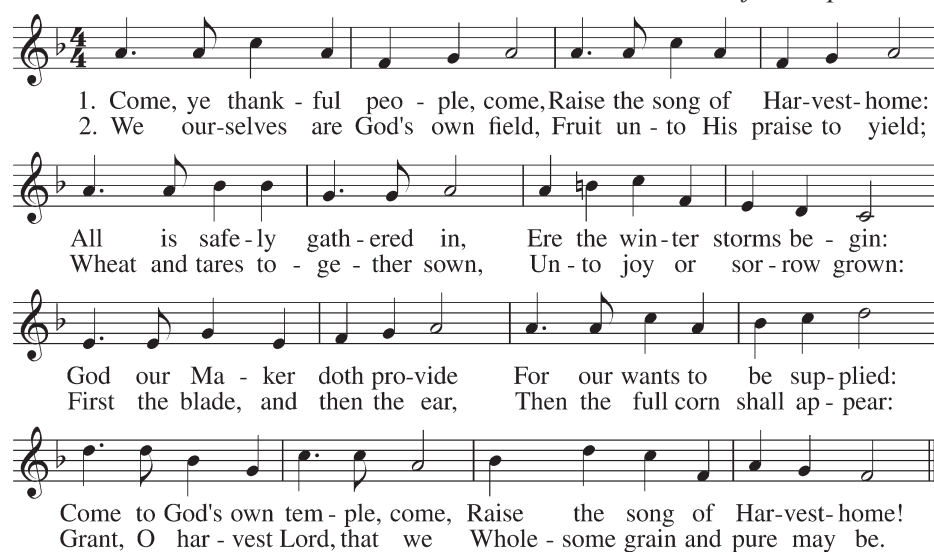 1. Come, ye thank - ful peo - ple, come, Raise the song of Har-vest-home:
2. We our-selves are God's own field, Fruit un - to His praise to yield;
All is safe-ly gath-ered in, Ere the win-ter storms be - gin:
Wheat and tares to - ge - ther sown, Un-to joy or sor-row grown:
God our Ma - ker doth pro-vide For our wants to be sup-plied:
First the blade, and then the ear, Then the full corn shall ap-pear:
Come to God's own tem-ple, come, Raise the song of Har-vest-home!
Grant, O har-vest Lord, that we Whole-some grain and pure may be.